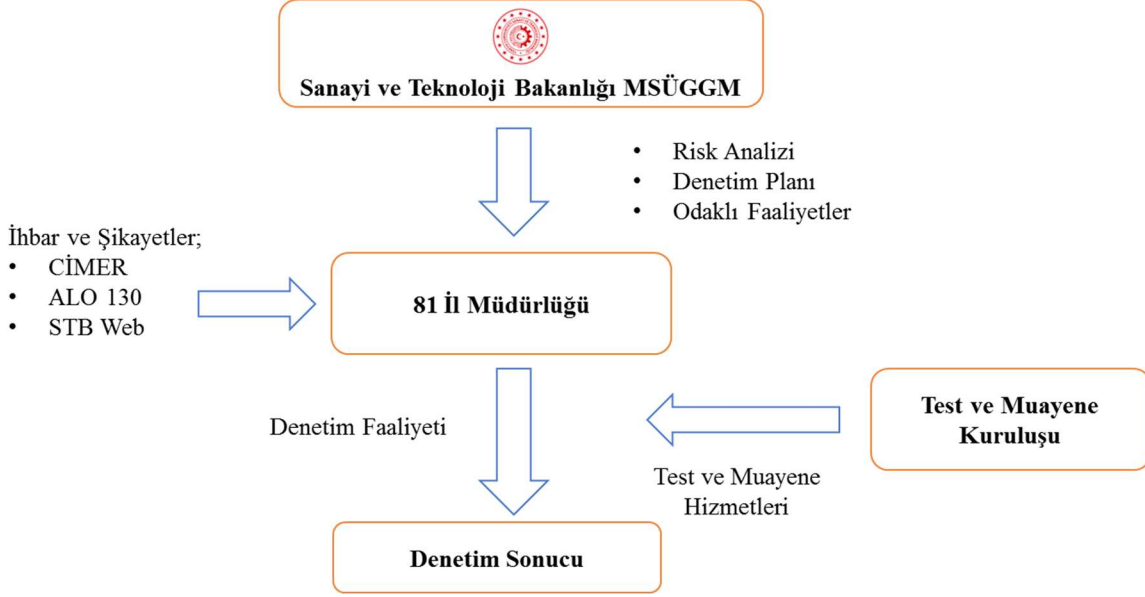 Sanayi ve Teknoloji Bakanlığı MSÜGGM
• Risk Analizi
• Denetim Planı
• Odaklı Faaliyetler
İhbar ve Şikayetler;
• CİMER
• ALO 130
• STB Web
81 İl Müdürlüğü
Denetim Faaliyeti
Test ve Muayene
Kuruluşu
Test ve Muayene
Hizmetleri
Denetim Sonucu